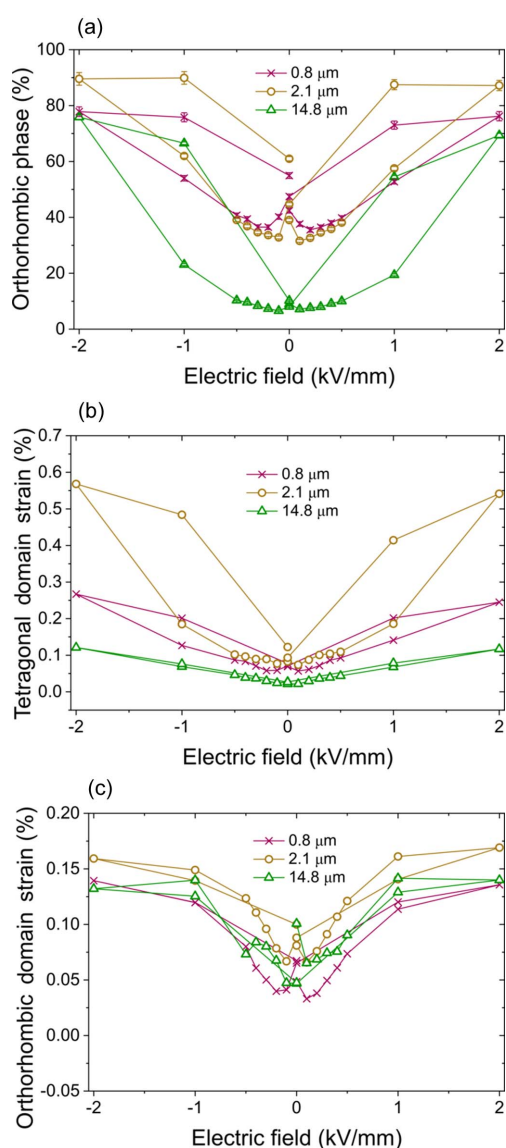 (a)
Orthorhombic phase (%)
100
80
60
40
20
0
0.8 μm
2.1 μm
14.8 μm
-2 -1 0 1 2
Electric field (kV/mm)
(b)
Tetragonal domain strain (%)
0.7
0.6
0.5
0.4
0.3
0.2
0.1
0.0
0.8 μm
2.1 μm
14.8 μm
-2 -1 0 1 2
Electric field (kV/mm)
(c)
Orthorhombic domain strain (%)
0.20
0.15
0.10
0.05
0.00
-0.05
0.8 μm
2.1 μm
14.8 μm
-2 -1 0 1 2
Electric field (kV/mm)